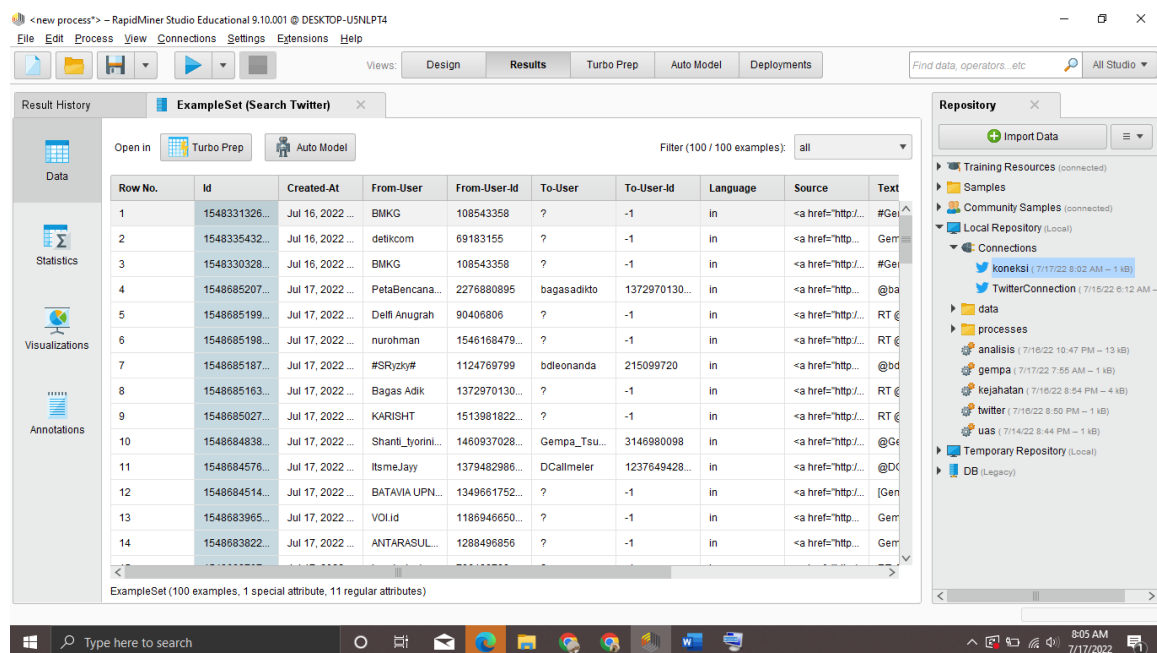 <new process*> – RapidMiner Studio Educational 9.10.001 @ DESKTOP-U5NLPT4
File Edit Process View Connections Settings Extensions Help
Views: Design Results Turbo Prep Auto Model Deployments Find data, operators...etc All Studio
Result History ExampleSet (Search Twitter) Repository
Open in Turbo Prep Auto Model Filter (100 / 100 examples): all
Import Data
Data
Statistics
Visualizations
Annotations
Row No. Id Created-At From-User From-User-Id To-User To-User-Id Language Source Text
1 1548331326... Jul 16, 2022 ... BMKG 108543358 ? -1 in <a href="http:/... #Gei
2 1548335432... Jul 16, 2022 ... detikcom 69183155 ? -1 in <a href="http... Gem
3 1548330328... Jul 16, 2022 ... BMKG 108543358 ? -1 in <a href="http:/... #Gei
4 1548685207... Jul 17, 2022 ... PetaBencana... 2276880895 bagasadikto 1372970130... in <a href="http:/... @ba
5 1548685199... Jul 17, 2022 ... Delfi Anugrah 90406806 ? -1 in <a href="http:/... RT @
6 1548685198... Jul 17, 2022 ... nurohman 1546168479... ? -1 in <a href="http:/... RT @
7 1548685187... Jul 17, 2022 ... #SRyzky# 1124769799 bdleonanda 215099720 in <a href="http:/... @bd
8 1548685163... Jul 17, 2022 ... Bagas Adik 1372970130... ? -1 in <a href="http:/... RT @
9 1548685027... Jul 17, 2022 ... KARISHT 1513981822... ? -1 in <a href="http:/... RT @
10 1548684838... Jul 17, 2022 ... Shanti_tyorini... 1460937028... Gempa_Tsu... 3146980098 in <a href="http:/... @Ge
11 1548684576... Jul 17, 2022 ... ItsmeJayy 1379482986... DCallmeler 1237649428... in <a href="http:/... @DC
12 1548684514... Jul 17, 2022 ... BATAVIA UPN... 1349661752... ? -1 in <a href="http:/... [Gen
13 1548683965... Jul 17, 2022 ... VOI.id 1186946650... ? -1 in <a href="http... Gem
14 1548683822... Jul 17, 2022 ... ANTARASUL... 1288496856 ? -1 in <a href="http... Gem
ExampleSet (100 examples, 1 special attribute, 11 regular attributes)
Training Resources (connected)
Samples
Community Samples (connected)
Local Repository (Local)
Connections
koneksi (7/17/22 8:02 AM – 1 kB)
TwitterConnection (7/15/22 6:12 AM –
data
processes
analisis (7/16/22 10:47 PM – 13 kB)
gempa (7/17/22 7:55 AM – 1 kB)
kejahatan (7/16/22 8:54 PM – 4 kB)
twitter (7/16/22 8:50 PM – 1 kB)
uas (7/14/22 8:44 PM – 1 kB)
Temporary Repository (Local)
DB (Legacy)
Type here to search
8:05 AM
7/17/2022